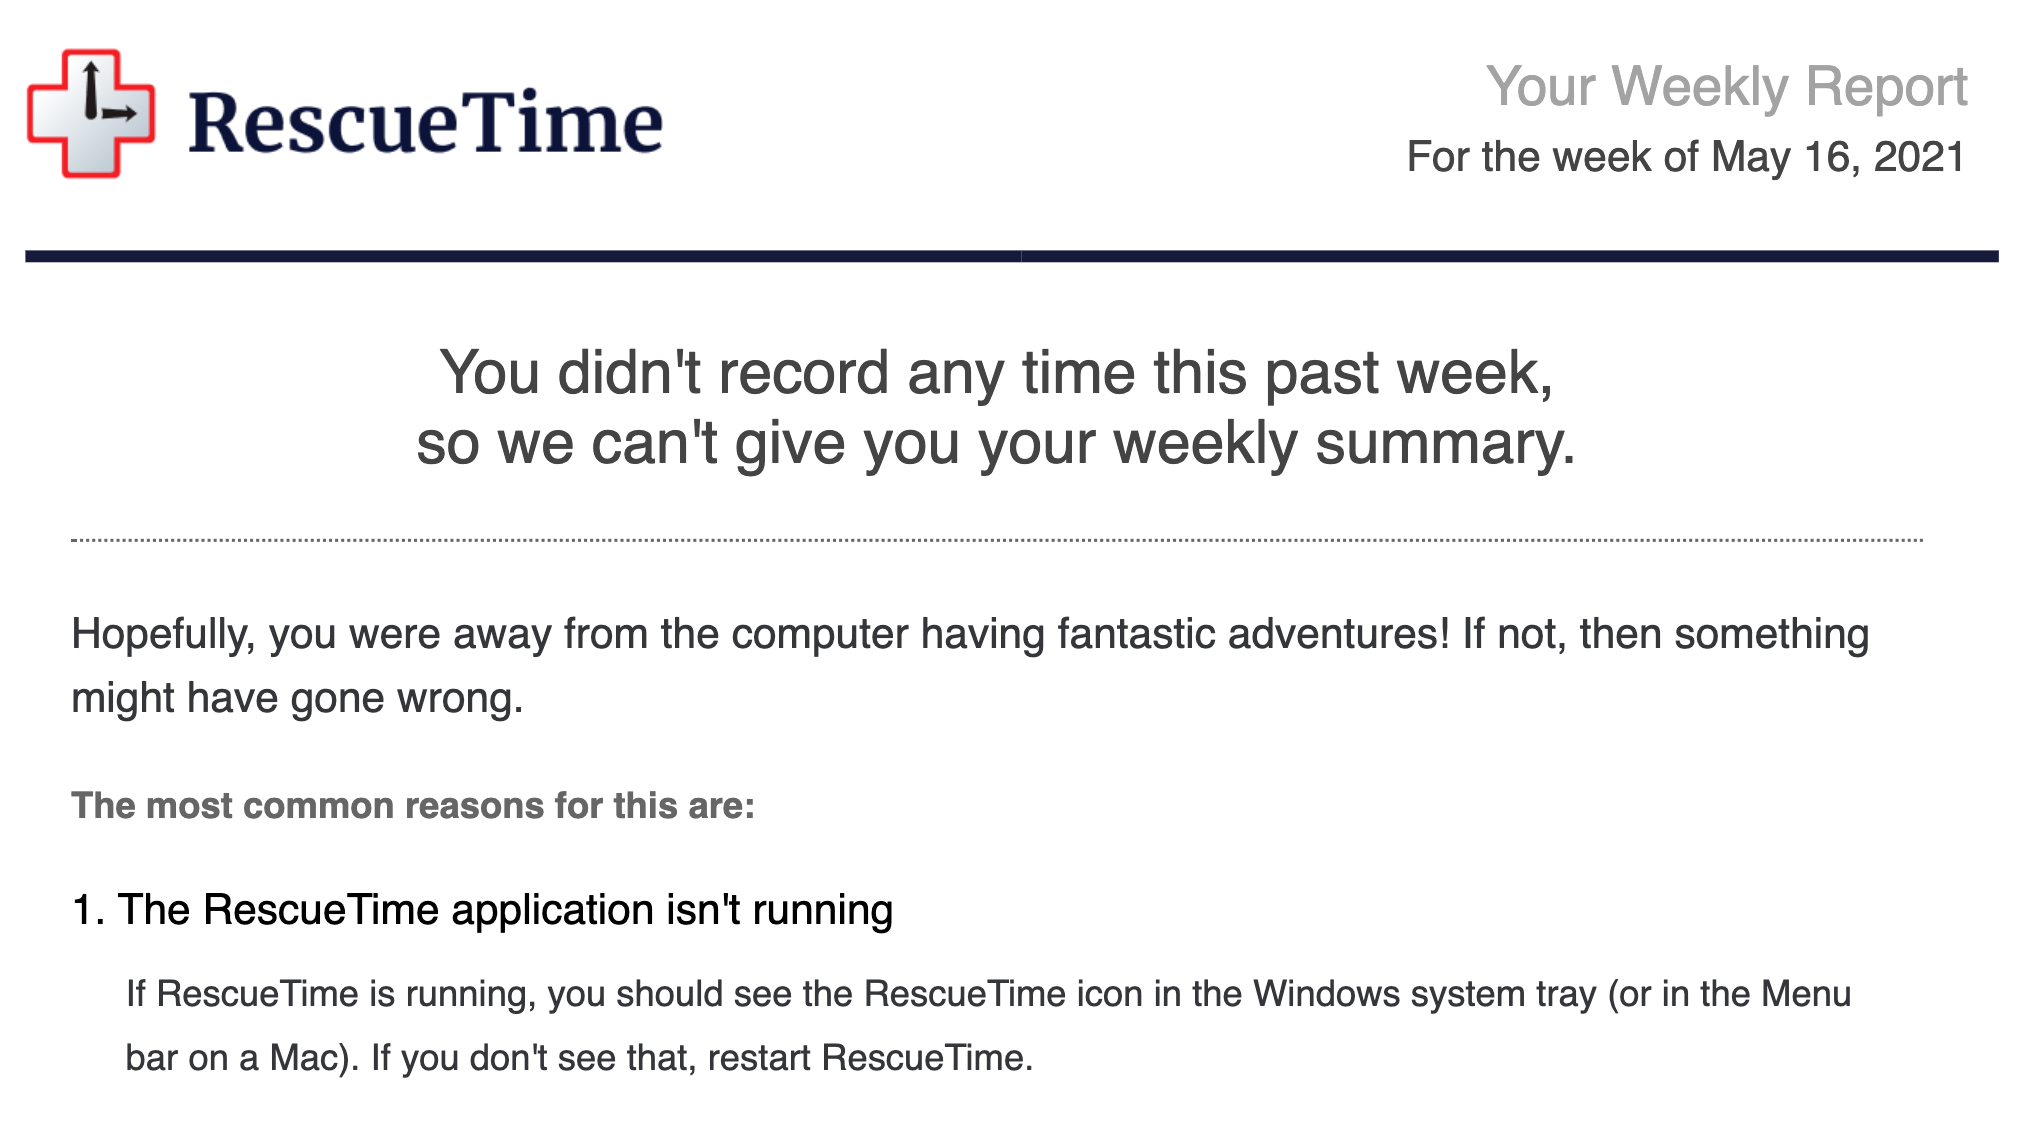 RescueTime
Your Weekly Report
For the week of May 16, 2021
You didn't record any time this past week,
so we can't give you your weekly summary.
Hopefully, you were away from the computer having fantastic adventures! If not, then something
might have gone wrong.
The most common reasons for this are:
1. The RescueTime application isn't running
If RescueTime is running, you should see the RescueTime icon in the Windows system tray (or in the Menu
bar on a Mac). If you don't see that, restart RescueTime.